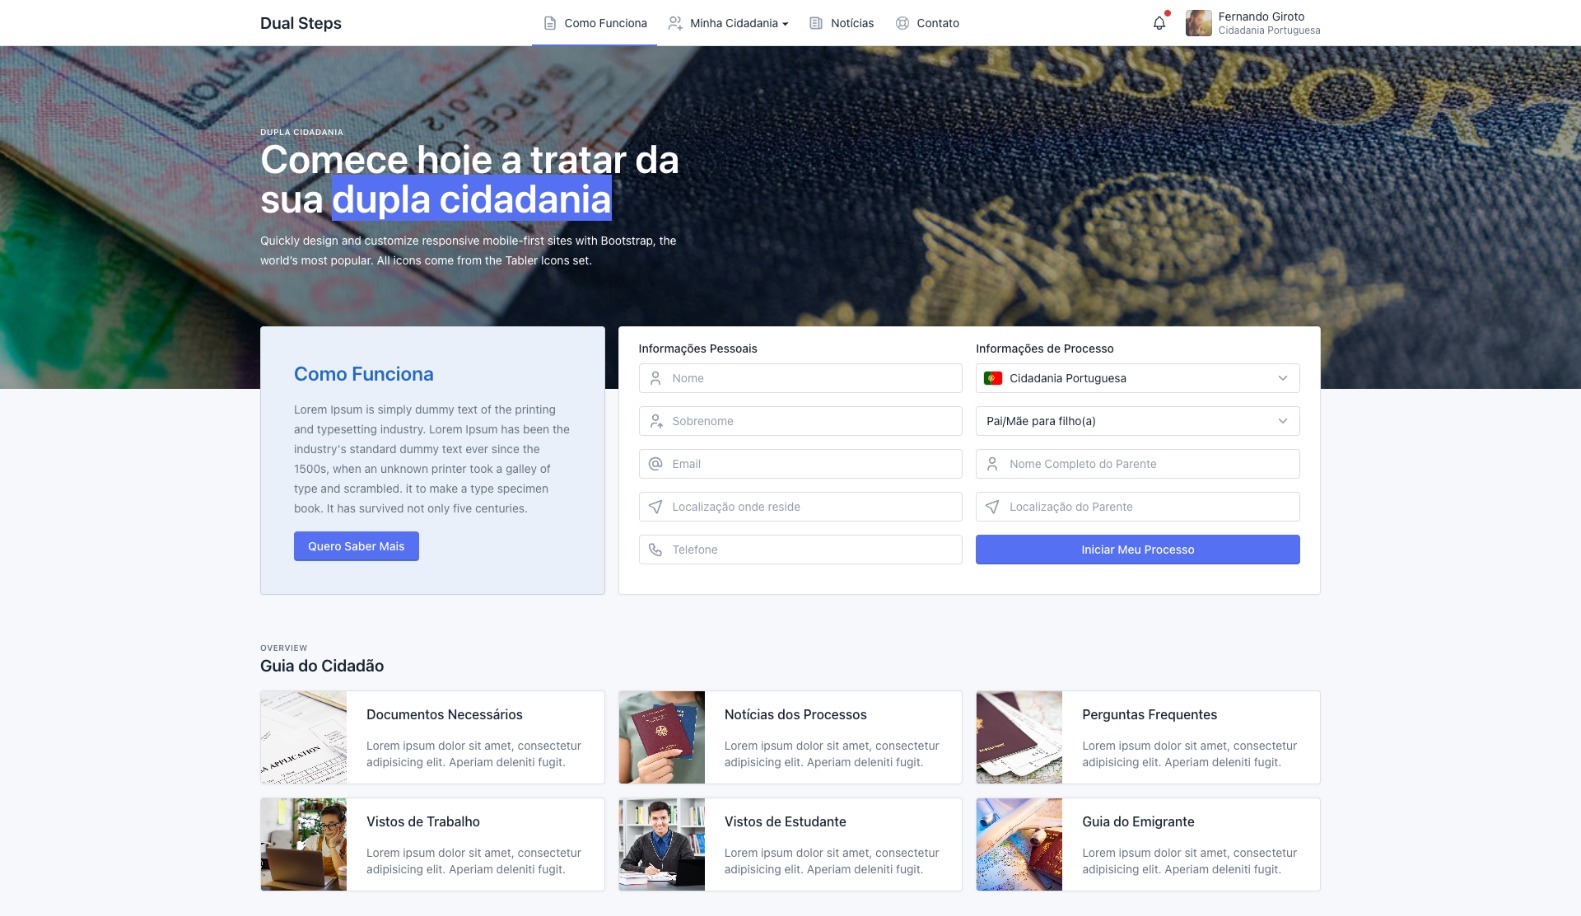 Dual Steps
Como Funciona
Minha Cidadania
Notícias
Contato
Fernando Giroto
Cidadania Portuguesa
RATION
BARCELO
A012
PASSPORT
DUPLA CIDADANIA
Comece hoje a tratar da
sua dupla cidadania
Quickly design and customize responsive mobile-first sites with Bootstrap, the
world's most popular. All icons come from the Tabler Icons set.
Como Funciona
Lorem Ipsum is simply dummy text of the printing
and typesetting industry. Lorem Ipsum has been the
industry's standard dummy text ever since the
1500s, when an unknown printer took a galley of
type and scrambled. it to make a type specimen
book. It has survived not only five centuries.
Quero Saber Mais
Informações Pessoais
Nome
Sobrenome
Email
Localização onde reside
Telefone
Informações de Processo
Cidadania Portuguesa
Pai/Mãe para filho(a)
Nome Completo do Parente
Localização do Parente
Iniciar Meu Processo
OVERVIEW
Guia do Cidadão
SA APPLICATION
Documentos Necessários
Lorem ipsum dolor sit amet, consectetur
adipisicing elit. Aperiam deleniti fugit.
Notícias dos Processos
Lorem ipsum dolor sit amet, consectetur
adipisicing elit. Aperiam deleniti fugit.
Perguntas Frequentes
Lorem ipsum dolor sit amet, consectetur
adipisicing elit. Aperiam deleniti fugit.
Vistos de Trabalho
Lorem ipsum dolor sit amet, consectetur
adipisicing elit. Aperiam deleniti fugit.
Vistos de Estudante
Lorem ipsum dolor sit amet, consectetur
adipisicing elit. Aperiam deleniti fugit.
Guia do Emigrante
Lorem ipsum dolor sit amet, consectetur
adipisicing elit. Aperiam deleniti fugit.